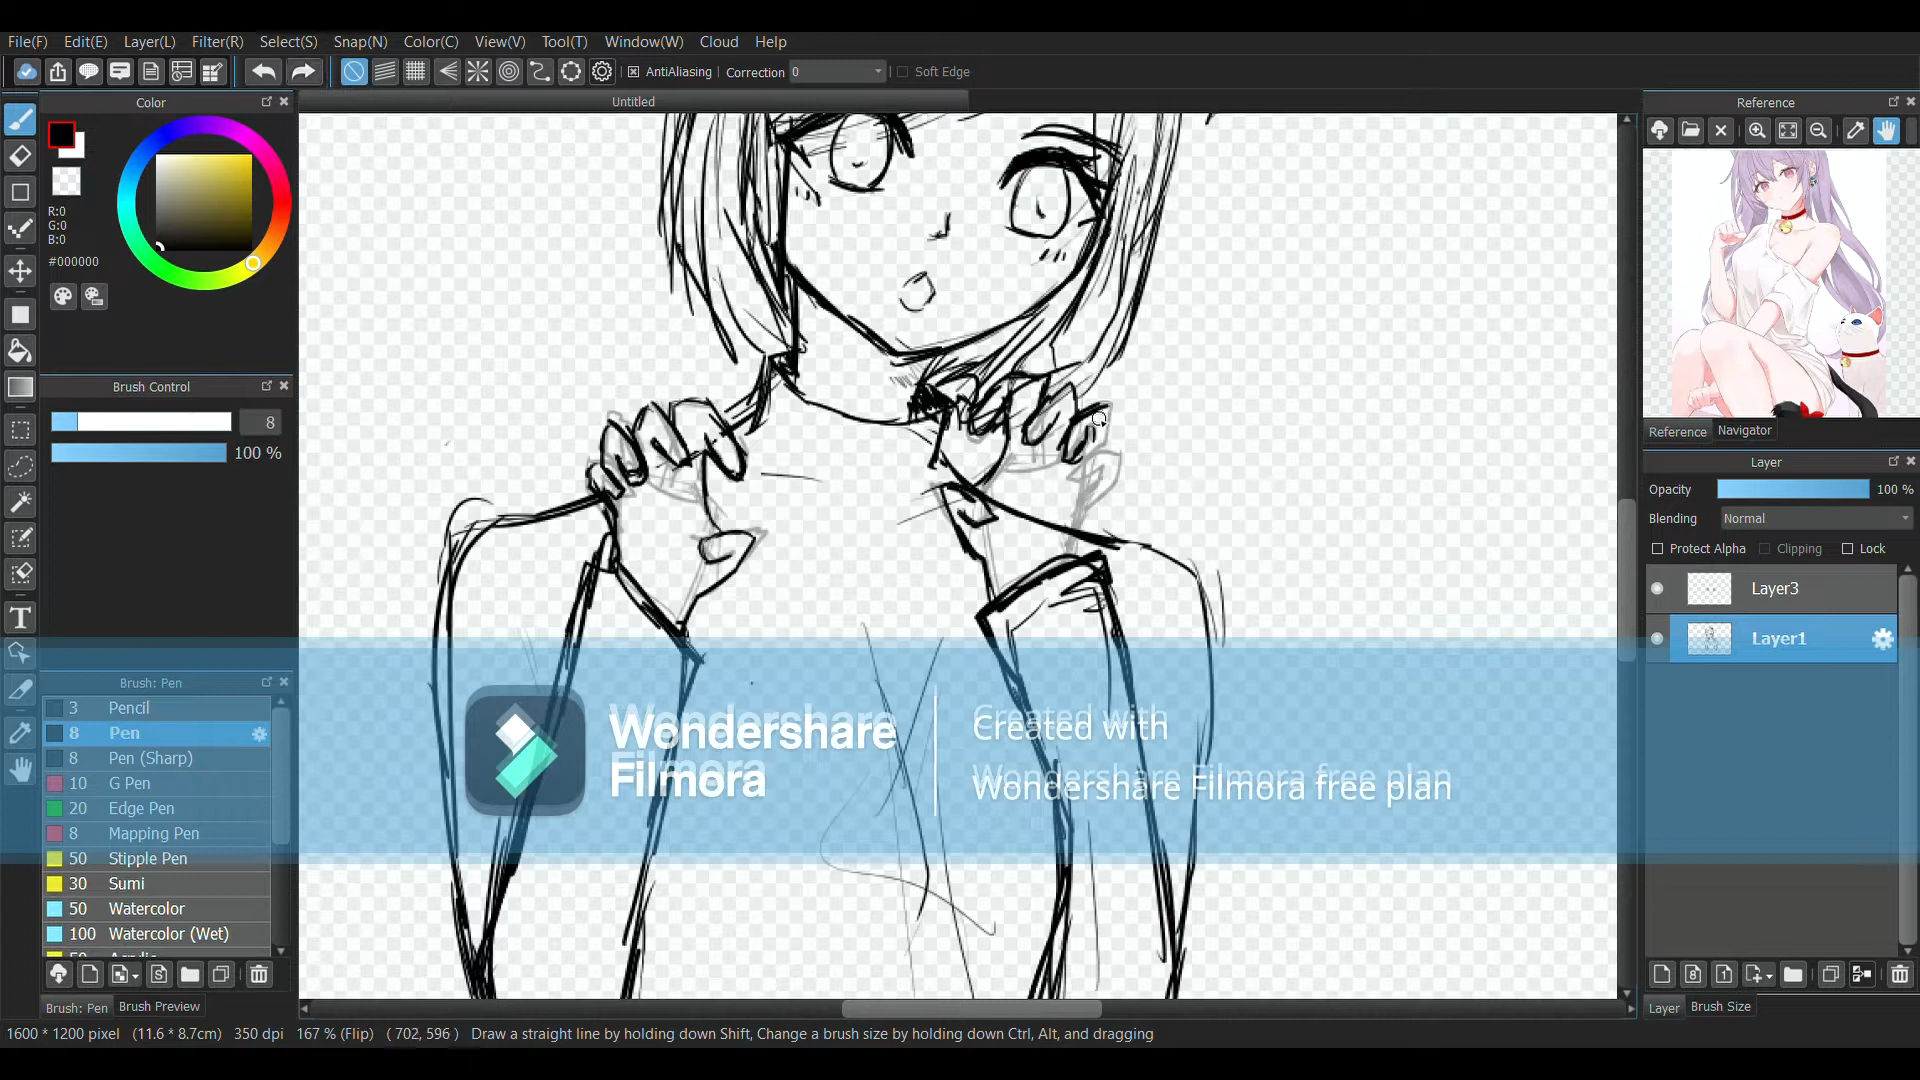 File(F) Edit(E) Layer(L) Filter(R) Select(S) Snap(N) Color(C) View(V) Tool(T) Window(W) Cloud Help
AntiAliasing Correction 0 Soft Edge
Color
Untitled
Reference
R:0
G:0
B:0
#000000
Brush Control
8
100 %
Reference Navigator
Layer
Opacity 100 %
Blending Normal
Protect Alpha Clipping Lock
Layer3
Layer1
T
Brush: Pen
3 Pencil
8 Pen
8 Pen (Sharp)
10 G Pen
20 Edge Pen
8 Mapping Pen
50 Stipple Pen
30 Sumi
50 Watercolor
100 Watercolor (Wet)
Wondershare
Filmora
Created with
Wondershare Filmora free plan
Brush: Pen Brush Preview
Layer Brush Size
1600 * 1200 pixel (11.6 * 8.7cm) 350 dpi 167 % (Flip) ( 702, 596 ) Draw a straight line by holding down Shift, Change a brush size by holding down Ctrl, Alt, and dragging